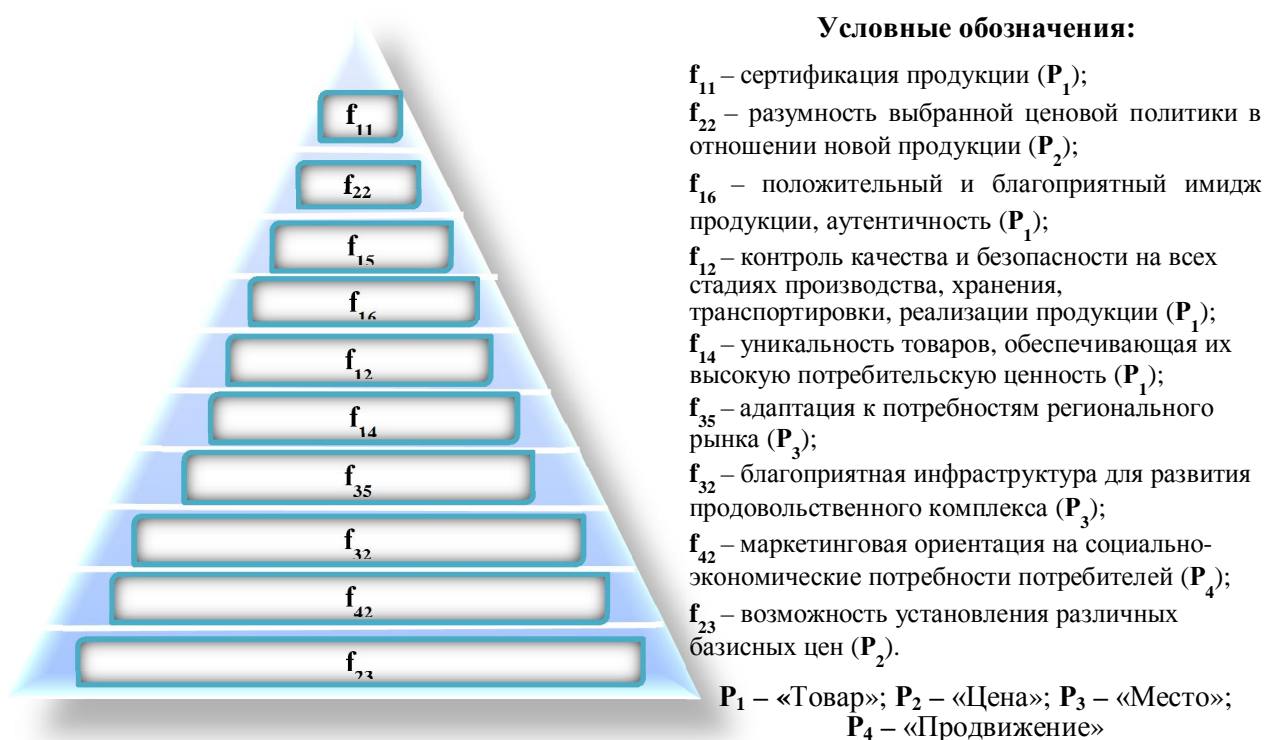 f11
f22
f15
f16
f12
f14
f35
f32
f42
f23
Условные обозначения:
f11 – сертификация продукции (P1);
f22 – разумность выбранной ценовой политики в
отношении новой продукции (P2);
f16 – положительный и благоприятный имидж
продукции, аутентичность (P1);
f12 – контроль качества и безопасности на всех
стадиях производства, хранения,
транспортировки, реализации продукции (P1);
f14 – уникальность товаров, обеспечивающая их
высокую потребительскую ценность (P1);
f35 – адаптация к потребностям регионального
рынка (P3);
f32 – благоприятная инфраструктура для развития
продовольственного комплекса (P3);
f42 – маркетинговая ориентация на социально-
экономические потребности потребителей (P4);
f23 – возможность установления различных
базисных цен (P2).
P1 – «Товар»; P2 – «Цена»; P3 – «Место»;
P4 – «Продвижение»